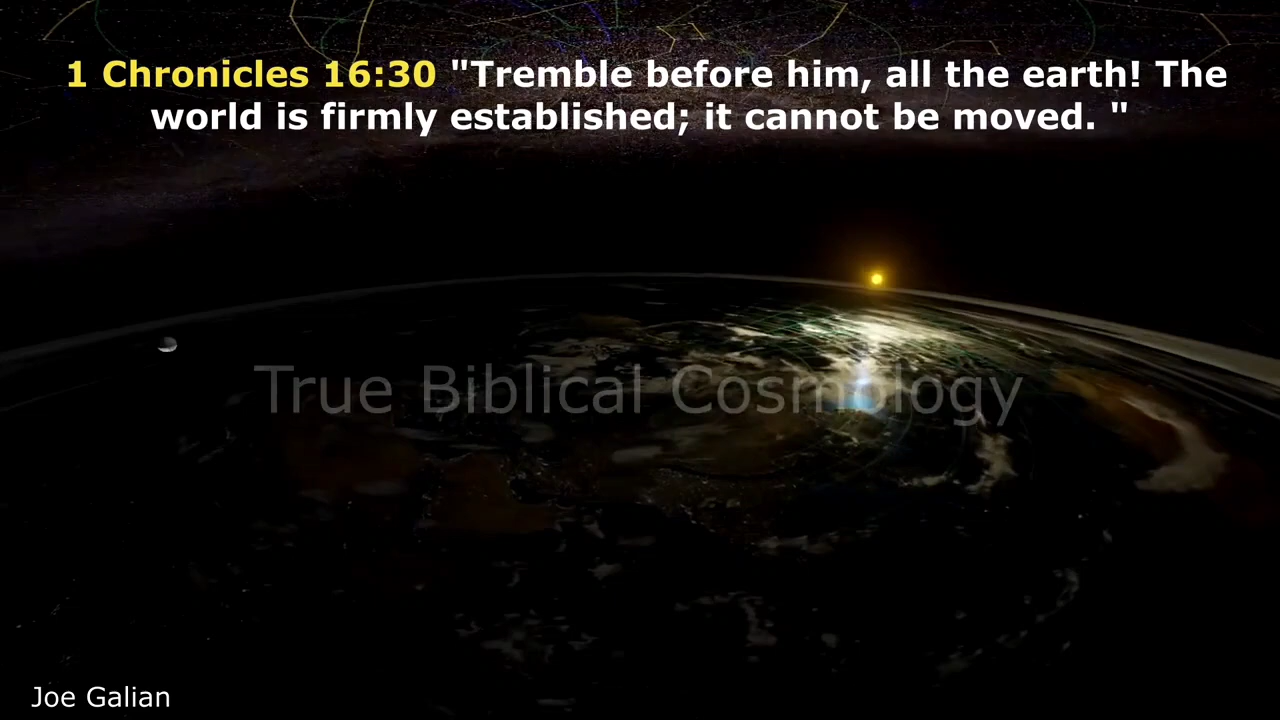 1 Chronicles 16:30 "Tremble before him, all the earth! The
world is firmly established; it cannot be moved. "
True Biblical Cosmology
Joe Galian